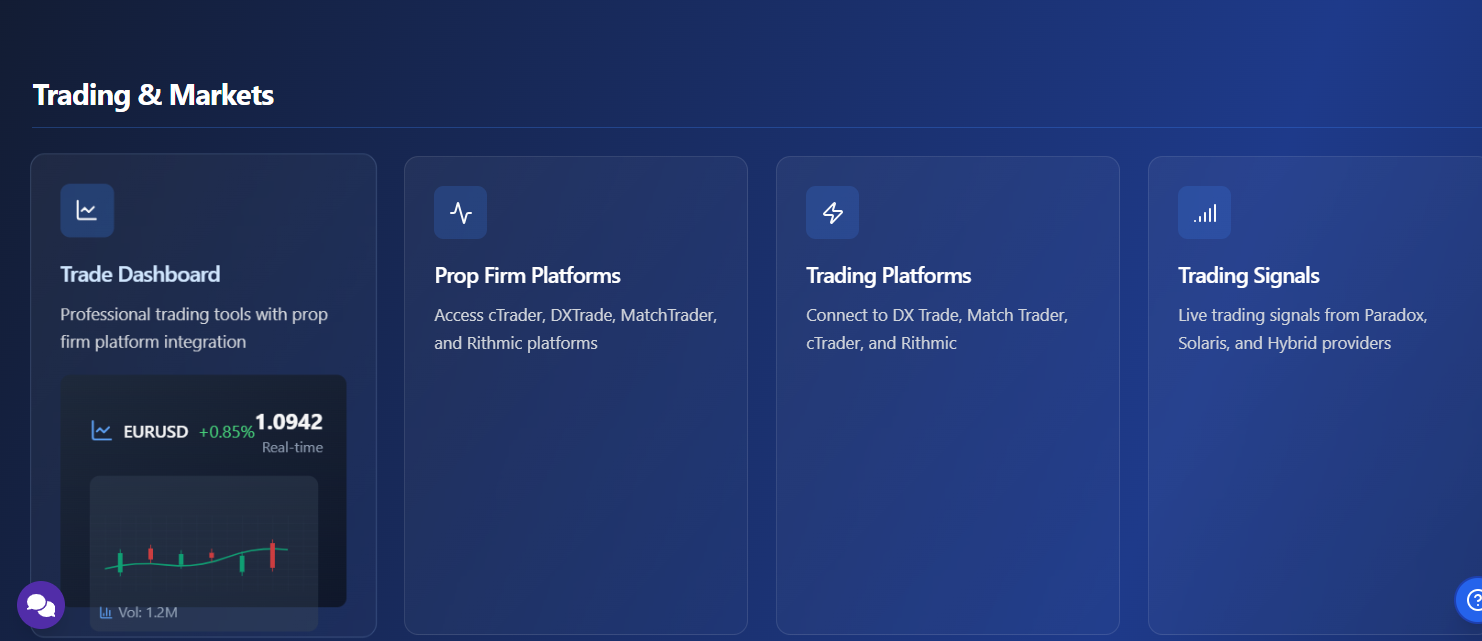 Trading & Markets
Trade Dashboard
Professional trading tools with prop
firm platform integration
EURUSD +0.85% 1.0942
Real-time
Vol: 1.2M
Prop Firm Platforms
Access cTrader, DXTrade, MatchTrader,
and Rithmic platforms
Trading Platforms
Connect to DX Trade, Match Trader,
cTrader, and Rithmic
Trading Signals
Live trading signals from Paradox,
Solaris, and Hybrid providers